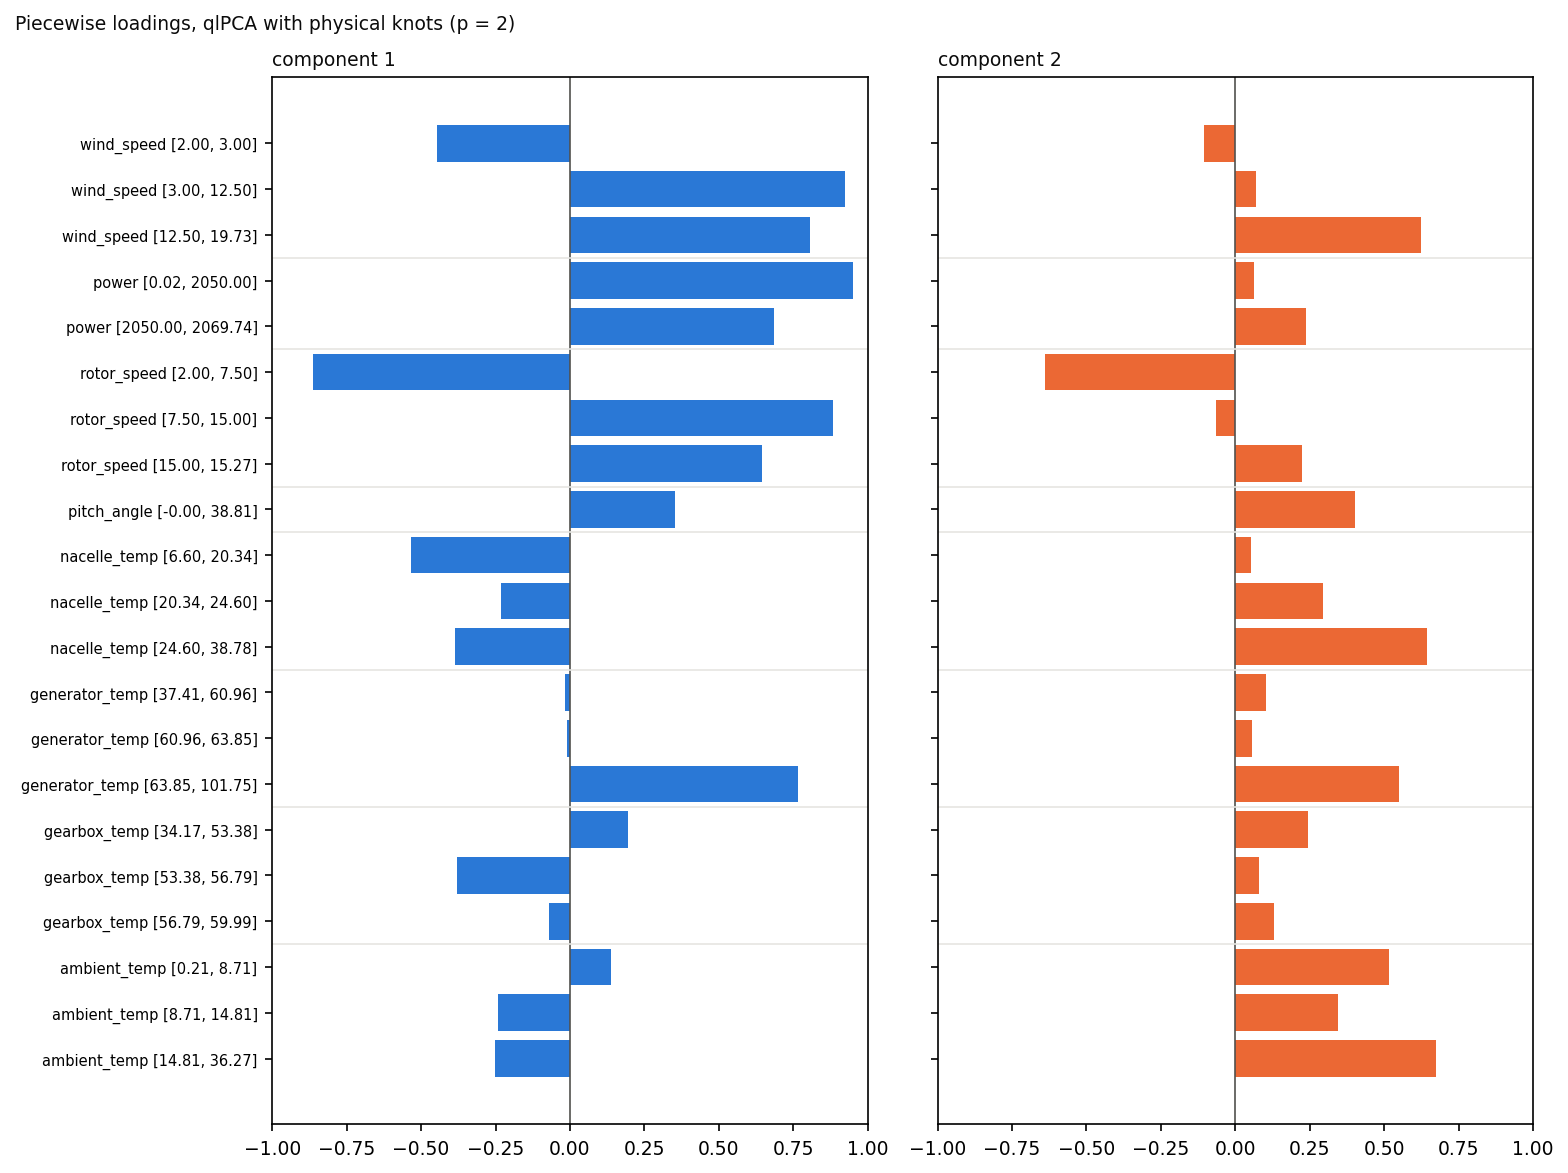 Piecewise loadings, qlPCA with physical knots (p = 2)
component 1
component 2
wind_speed [2.00, 3.00]
wind_speed [3.00, 12.50]
wind_speed [12.50, 19.73]
power [0.02, 2050.00]
power [2050.00, 2069.74]
rotor_speed [2.00, 7.50]
rotor_speed [7.50, 15.00]
rotor_speed [15.00, 15.27]
pitch_angle [-0.00, 38.81]
nacelle_temp [6.60, 20.34]
nacelle_temp [20.34, 24.60]
nacelle_temp [24.60, 38.78]
generator_temp [37.41, 60.96]
generator_temp [60.96, 63.85]
generator_temp [63.85, 101.75]
gearbox_temp [34.17, 53.38]
gearbox_temp [53.38, 56.79]
gearbox_temp [56.79, 59.99]
ambient_temp [0.21, 8.71]
ambient_temp [8.71, 14.81]
ambient_temp [14.81, 36.27]
−1.00 −0.75 −0.50 −0.25 0.00 0.25 0.50 0.75 1.00
−1.00 −0.75 −0.50 −0.25 0.00 0.25 0.50 0.75 1.00